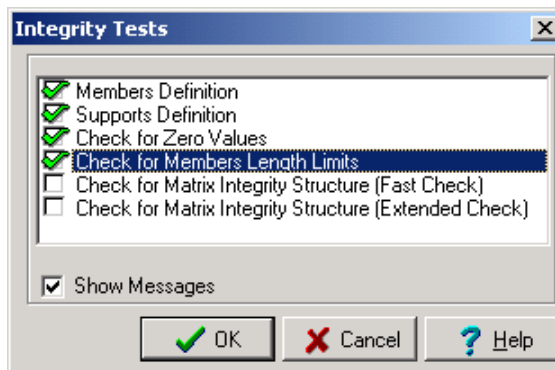 Integrity Tests
Members Definition
Supports Definition
Check for Zero Values
Check for Members Length Limits
Check for Matrix Integrity Structure (Fast Check)
Check for Matrix Integrity Structure (Extended Check)
Show Messages
OK Cancel Help